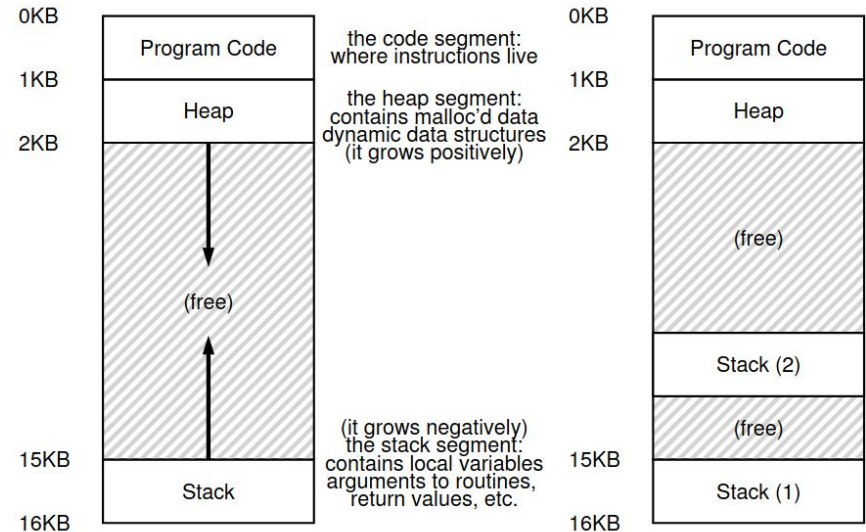 0KB
Program Code
1KB
Heap
2KB
(free)
15KB
Stack
16KB
the code segment:
where instructions live
the heap segment:
contains malloc'd data
dynamic data structures
(it grows positively)
(it grows negatively)
the stack segment:
contains local variables
arguments to routines,
return values, etc.
0KB
Program Code
1KB
Heap
2KB
(free)
Stack (2)
(free)
15KB
Stack (1)
16KB